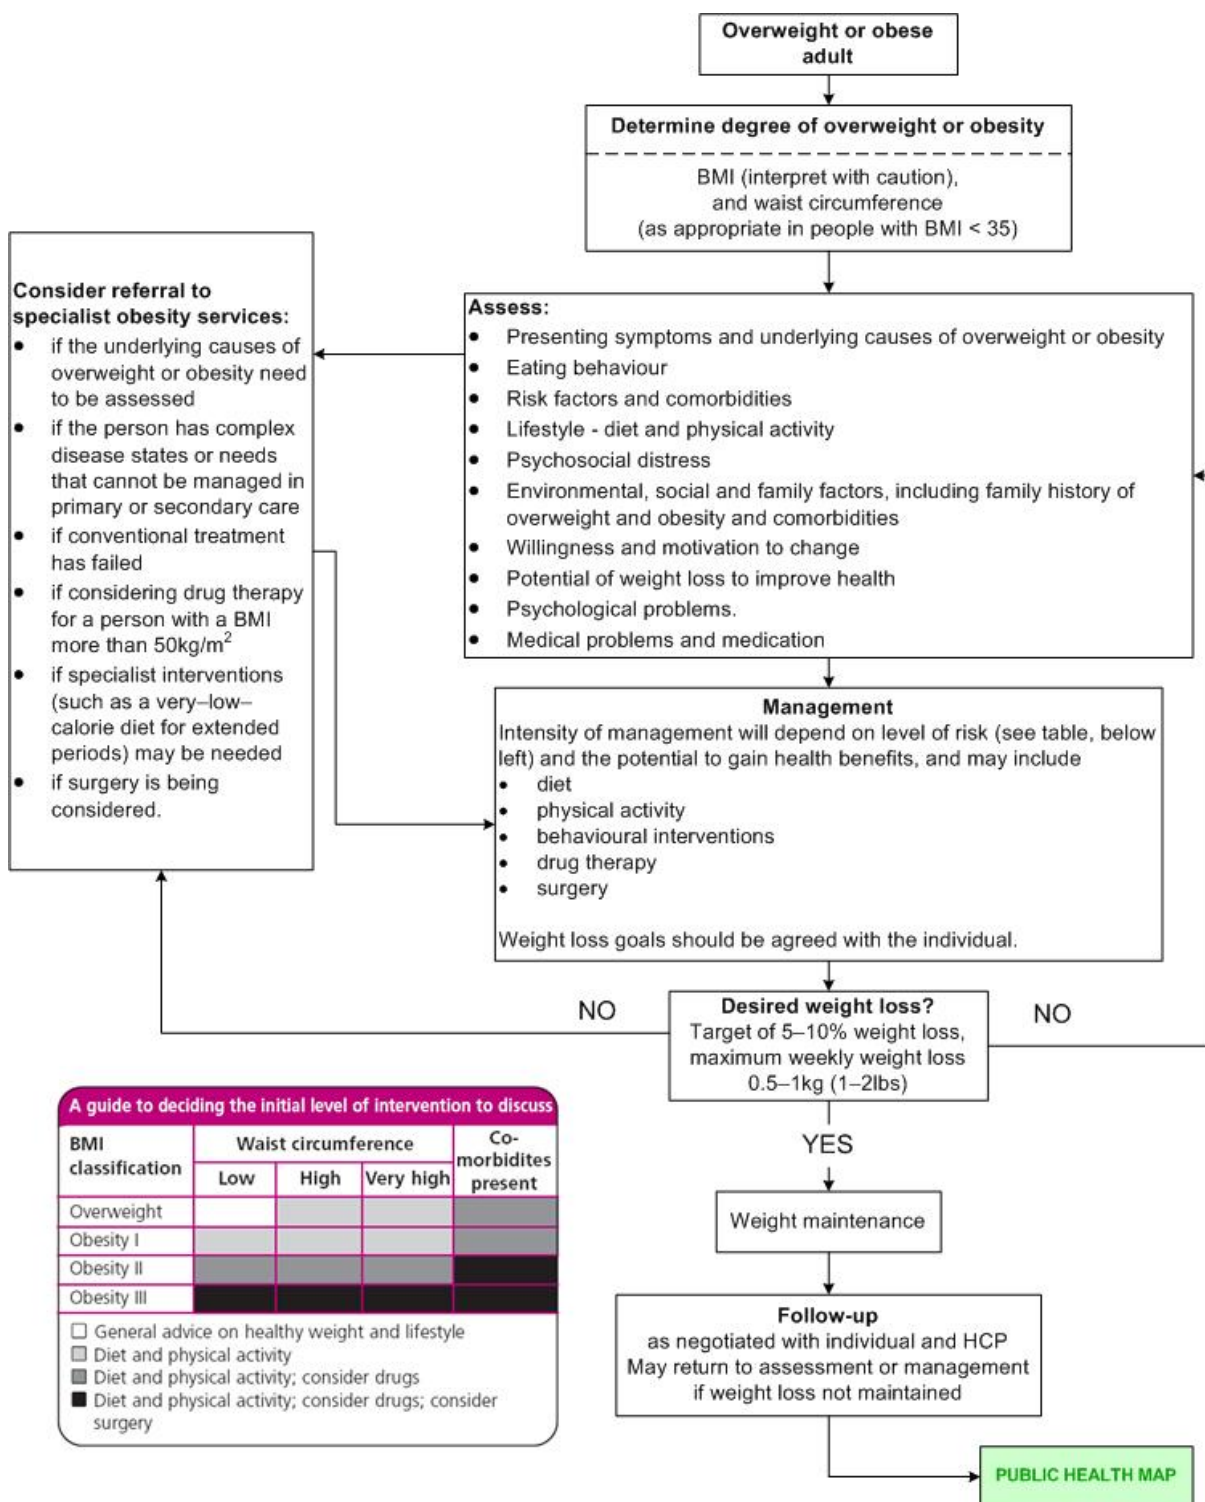 Overweight or obese
adult
Determine degree of overweight or obesity
BMI (interpret with caution),
and waist circumference
(as appropriate in people with BMI < 35)
Consider referral to
specialist obesity services:
● if the underlying causes of
overweight or obesity need
to be assessed
● if the person has complex
disease states or needs
that cannot be managed in
primary or secondary care
● if conventional treatment
has failed
● if considering drug therapy
for a person with a BMI
more than 50kg/m²
● if specialist interventions
(such as a very–low–
calorie diet for extended
periods) may be needed
● if surgery is being
considered.
Assess:
● Presenting symptoms and underlying causes of overweight or obesity
● Eating behaviour
● Risk factors and comorbidities
● Lifestyle - diet and physical activity
● Psychosocial distress
● Environmental, social and family factors, including family history of
overweight and obesity and comorbidities
● Willingness and motivation to change
● Potential of weight loss to improve health
● Psychological problems.
● Medical problems and medication
Management
Intensity of management will depend on level of risk (see table, below
left) and the potential to gain health benefits, and may include
● diet
● physical activity
● behavioural interventions
● drug therapy
● surgery
Weight loss goals should be agreed with the individual.
NO
Desired weight loss?
Target of 5–10% weight loss,
maximum weekly weight loss
0.5–1kg (1–2lbs)
NO
YES
Weight maintenance
Follow-up
as negotiated with individual and HCP
May return to assessment or management
if weight loss not maintained
PUBLIC HEALTH MAP
A guide to deciding the initial level of intervention to discuss
BMI
classification
Waist circumference
Low High Very high
Co-
morbidites
present
Overweight
Obesity I
Obesity II
Obesity III
General advice on healthy weight and lifestyle
Diet and physical activity
Diet and physical activity; consider drugs
Diet and physical activity; consider drugs; consider
surgery